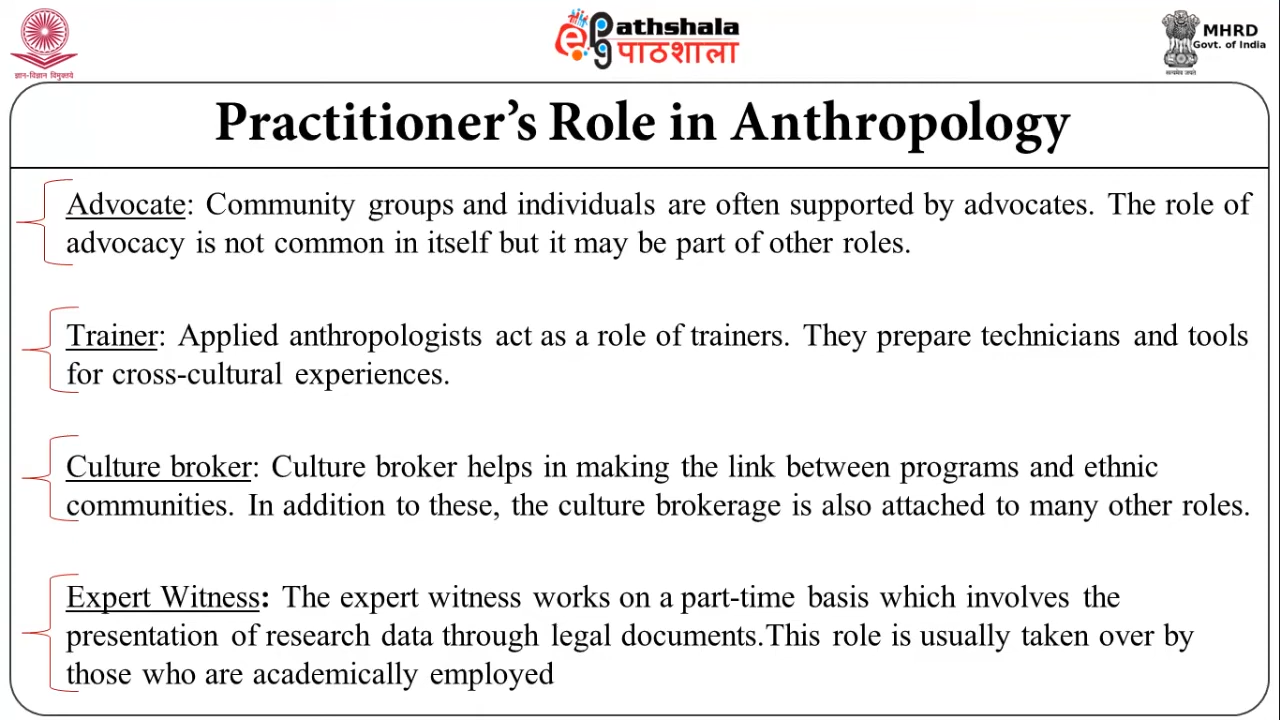 ज्ञान-विज्ञान विमुक्तये
Pathshala
पाठशाला
MHRD
Govt. of India
सत्यमेव जयते
Practitioner’s Role in Anthropology
Advocate: Community groups and individuals are often supported by advocates. The role of
advocacy is not common in itself but it may be part of other roles.
Trainer: Applied anthropologists act as a role of trainers. They prepare technicians and tools
for cross-cultural experiences.
Culture broker: Culture broker helps in making the link between programs and ethnic
communities. In addition to these, the culture brokerage is also attached to many other roles.
Expert Witness: The expert witness works on a part-time basis which involves the
presentation of research data through legal documents.This role is usually taken over by
those who are academically employed